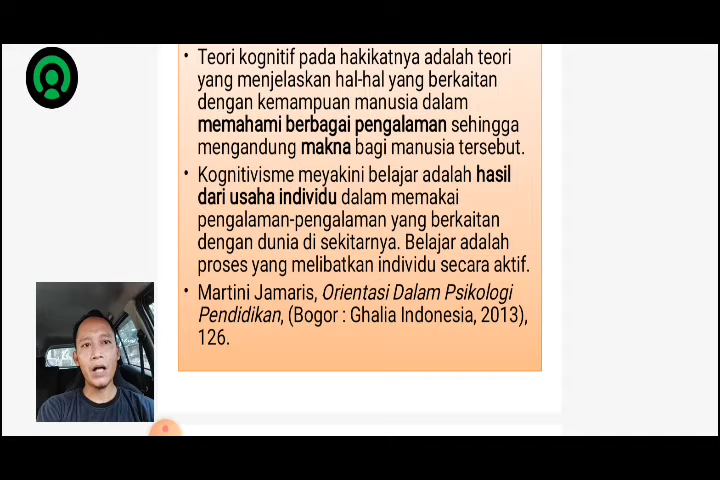 • Teori kognitif pada hakikatnya adalah teori
yang menjelaskan hal-hal yang berkaitan
dengan kemampuan manusia dalam
memahami berbagai pengalaman sehingga
mengandung makna bagi manusia tersebut.
• Kognitivisme meyakini belajar adalah hasil
dari usaha individu dalam memakai
pengalaman-pengalaman yang berkaitan
dengan dunia di sekitarnya. Belajar adalah
proses yang melibatkan individu secara aktif.
• Martini Jamaris, Orientasi Dalam Psikologi
Pendidikan, (Bogor : Ghalia Indonesia, 2013),
126.